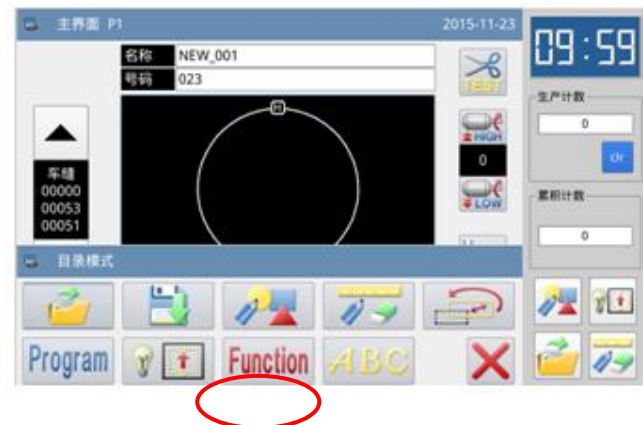 主界面 P1
2015-11-23
09:59
名称 NEW_001
号码 023
TEST
H
HIGH
0
LOW
车缝
00000
00053
00051
生产计数
0
clr
累积计数
0
目录模式
Program
Function
ABC